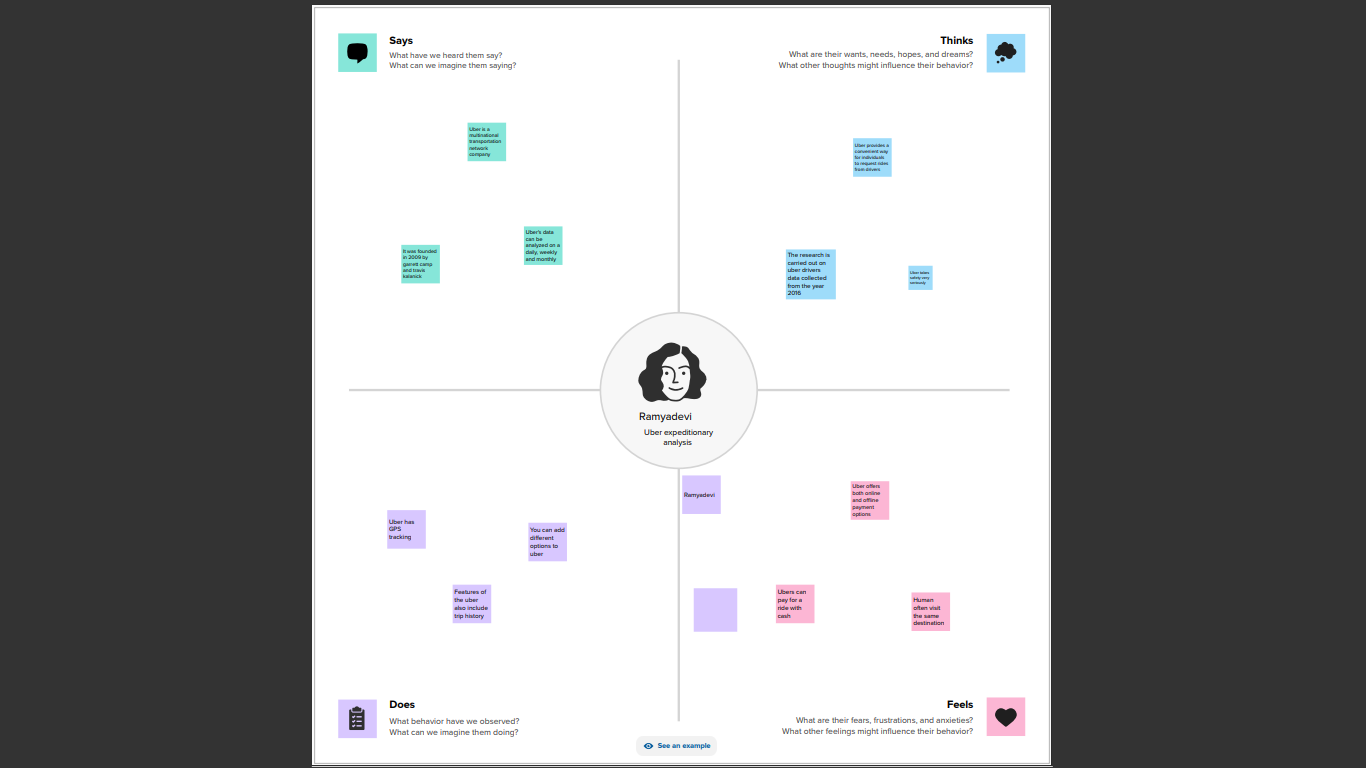 Says
What have we heard them say?
What can we imagine them saying?
Thinks
What are their wants, needs, hopes, and dreams?
What other thoughts might influence their behavior?
Uber is a
multinational
transportation
network
company
It was founded
in 2009 by
garrett camp
and travis
kalanick
Uber's data
can be
analyzed on a
daily, weekly
and monthly
Uber provides a
convenient way
for individuals
to request rides
from drivers
The research is
carried out on
uber drivers
data collected
from the year
2016
Uber takes
safety very
seriously
Ramyadevi
Uber expeditionary
analysis
Uber has
GPS
tracking
You can add
different
options to
uber
Features of
the uber
also include
trip history
Ramyadevi
Uber offers
both online
and offline
payment
options
Ubers can
pay for a
ride with
cash
Human
often visit
the same
destination
Does
What behavior have we observed?
What can we imagine them doing?
Feels
What are their fears, frustrations, and anxieties?
What other feelings might influence their behavior?
See an example